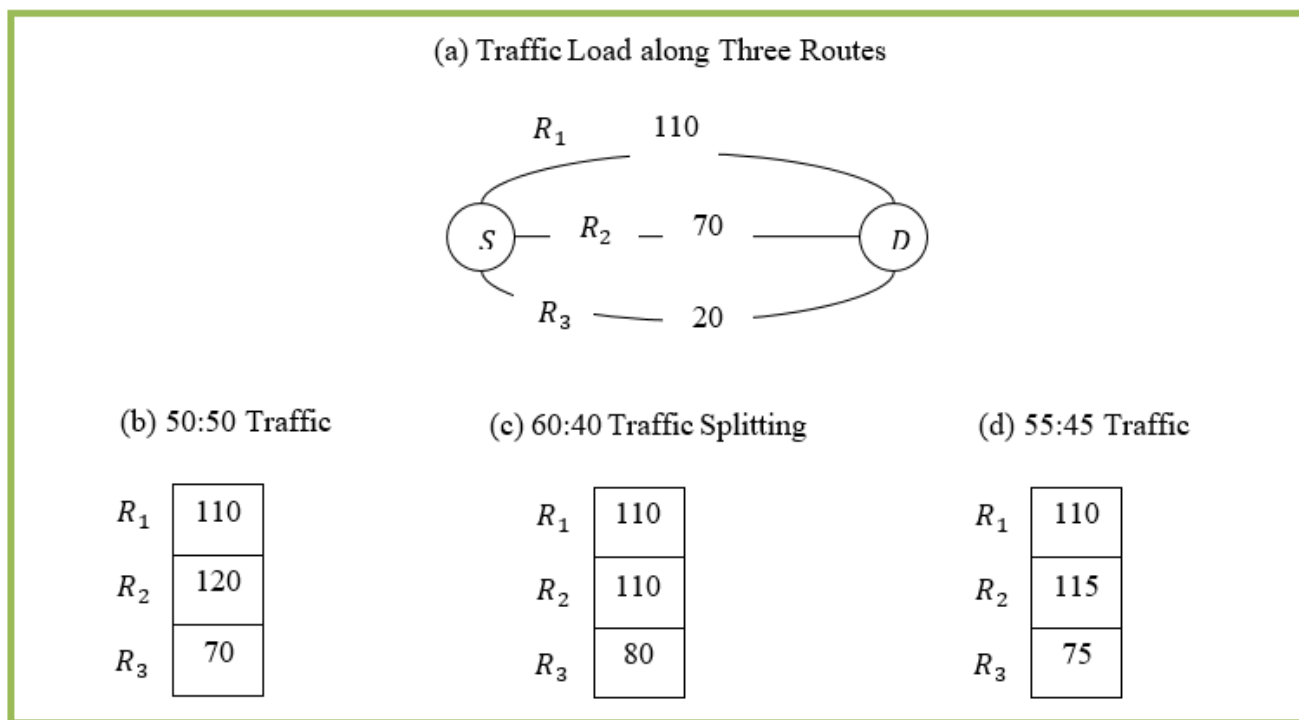 (a) Traffic Load along Three Routes
R₁ 110
S R₂ 70 D
R₃ 20
(b) 50:50 Traffic
(c) 60:40 Traffic Splitting
(d) 55:45 Traffic
R₁ 110
R₂ 120
R₃ 70
R₁ 110
R₂ 110
R₃ 80
R₁ 110
R₂ 115
R₃ 75